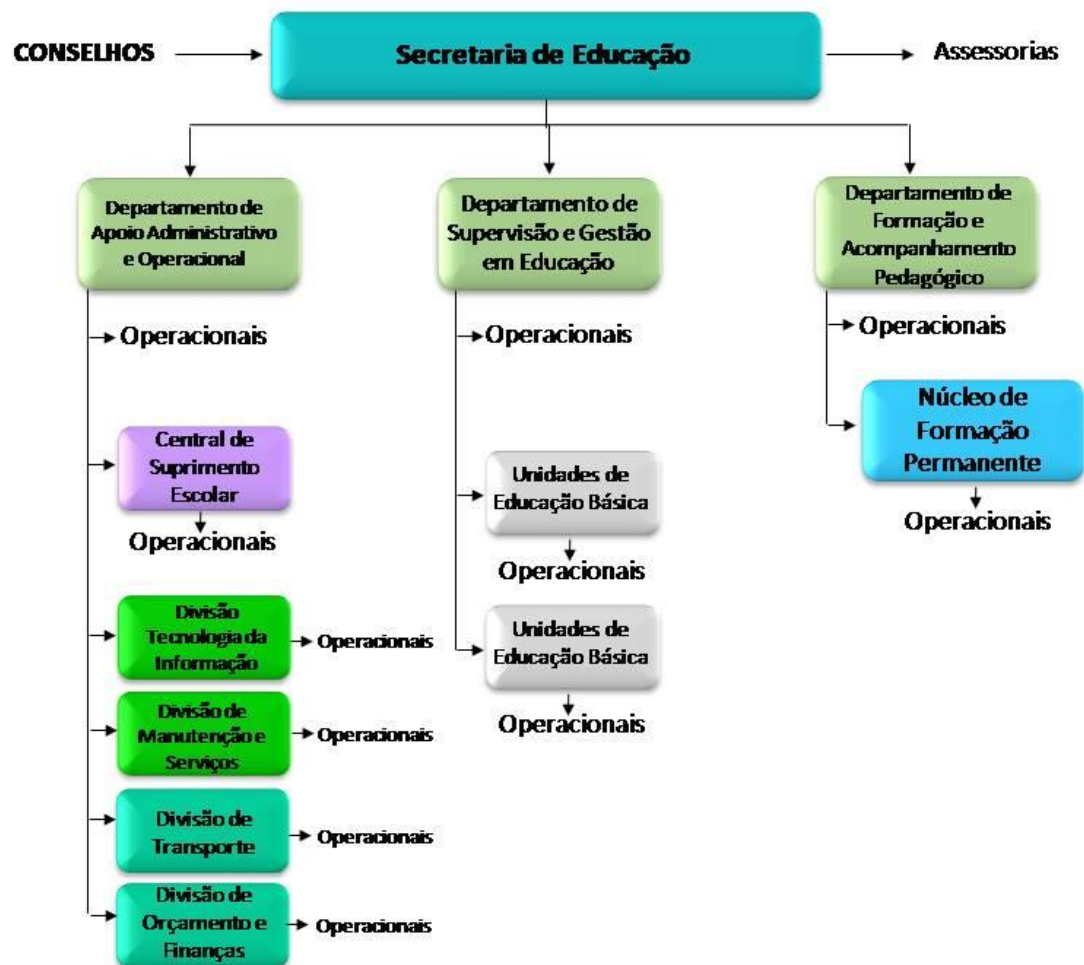 CONSELHOS
Secretaria de Educação
Assessorias
Departamento de
Apoio Administrativo
e Operacional
Operacionais
Central de
Suprimento
Escolar
Operacionais
Divisão
Tecnologia da
Informação
Operacionais
Divisão de
Manutenção e
Serviços
Operacionais
Divisão de
Transporte
Operacionais
Divisão de
Orçamento e
Finanças
Operacionais
Departamento de
Supervisão e Gestão
em Educação
Operacionais
Unidades de
Educação Básica
Operacionais
Unidades de
Educação Básica
Operacionais
Departamento de
Formação e
Acompanhamento
Pedagógico
Operacionais
Núcleo de
Formação
Permanente
Operacionais